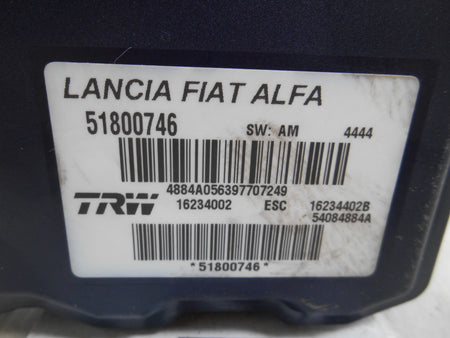 LANCIA FIAT ALFA
51800746 SW: AM 4444
4884A056397707249
TRW 16234002 ESC 16234402B
54084884A
*51800746*